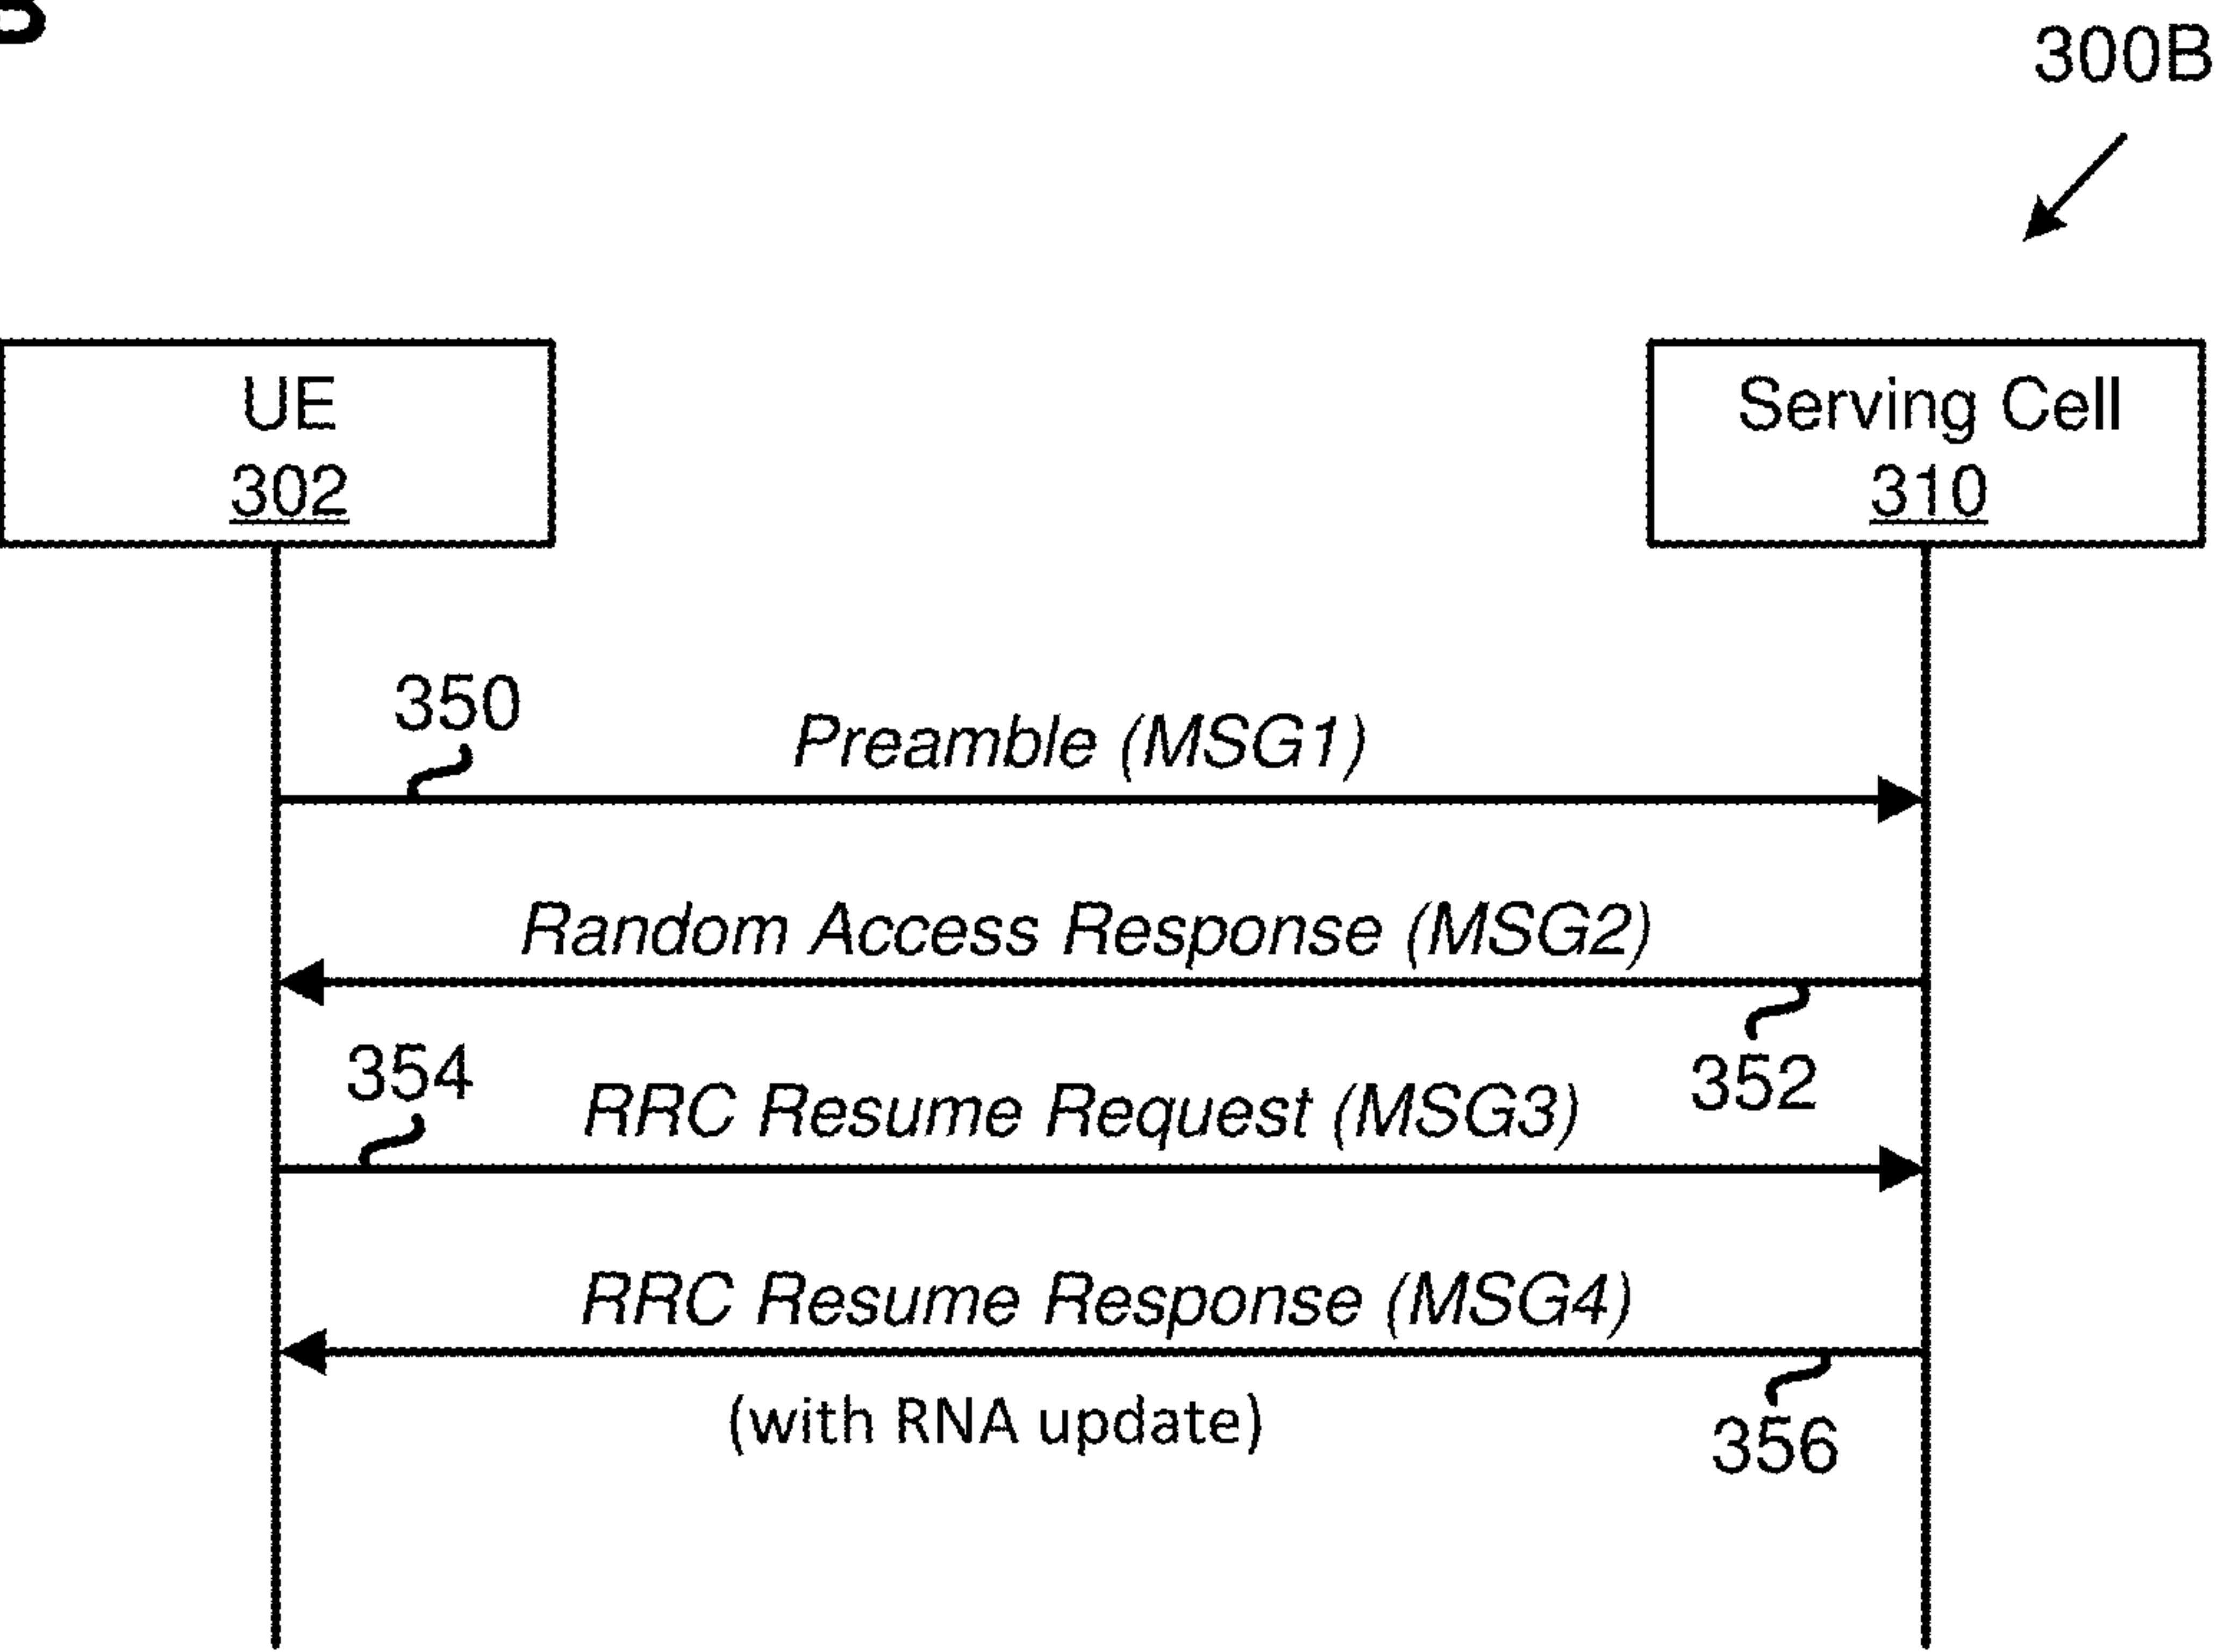 300B
UE
302
Serving Cell
310
350
Preamble (MSG1)
Random Access Response (MSG2)
352
354
RRC Resume Request (MSG3)
RRC Resume Response (MSG4)
(with RNA update)
356